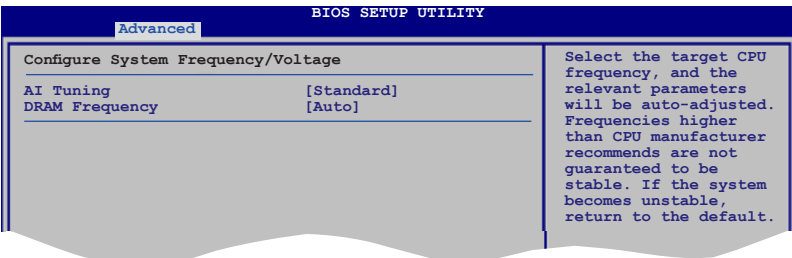 BIOS SETUP UTILITY
Advanced
Configure System Frequency/Voltage
AI Tuning [Standard]
DRAM Frequency [Auto]
Select the target CPU
frequency, and the
relevant parameters
will be auto-adjusted.
Frequencies higher
than CPU manufacturer
recommends are not
guaranteed to be
stable. If the system
becomes unstable,
return to the default.